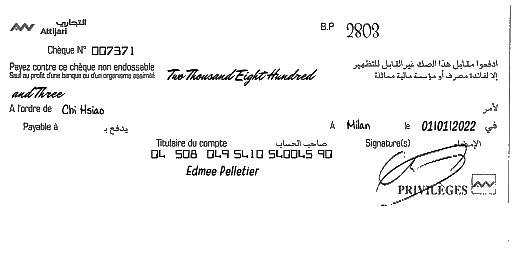 التجاري
Attijari
B.P 2803
Chèque N° 007371
Payez contre ce chèque non endossable
Sauf au profit d'une banque ou d'un organisme assimilé
Two Thousand Eight Hundred
ادفعوا مقابل هذا الصك غير القابل للتظهير
إلا لفائدة مصرف أو مؤسسة مالية مماثلة
and Three
A l'ordre de Chi Hsiao
لأمر
Payable à
يدفع بـ
A Milan le 01/01/2022 في
Titulaire du compte صاحب الحساب
Signature(s) الإمضاء
04 508 049 5410 540045 90
Edmee Pelletier
PRIVILÈGES